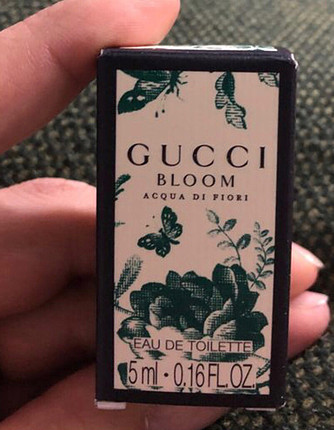 GUCCI
BLOOM
ACQUA DI FIORI
EAU DE TOILETTE
5 ml · 0.16 FL.OZ.